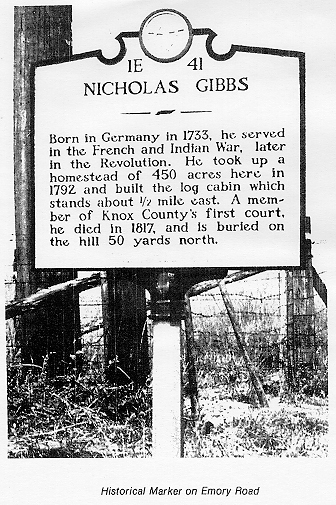 1E 41
NICHOLAS GIBBS
Born in Germany in 1733, he served
in the French and Indian War, later
in the Revolution. He took up a
homestead of 450 acres here in
1792 and built the log cabin which
stands about 1/2 mile east. A mem-
ber of Knox County's first court,
he died in 1817, and is buried on
the hill 50 yards north.
Historical Marker on Emory Road